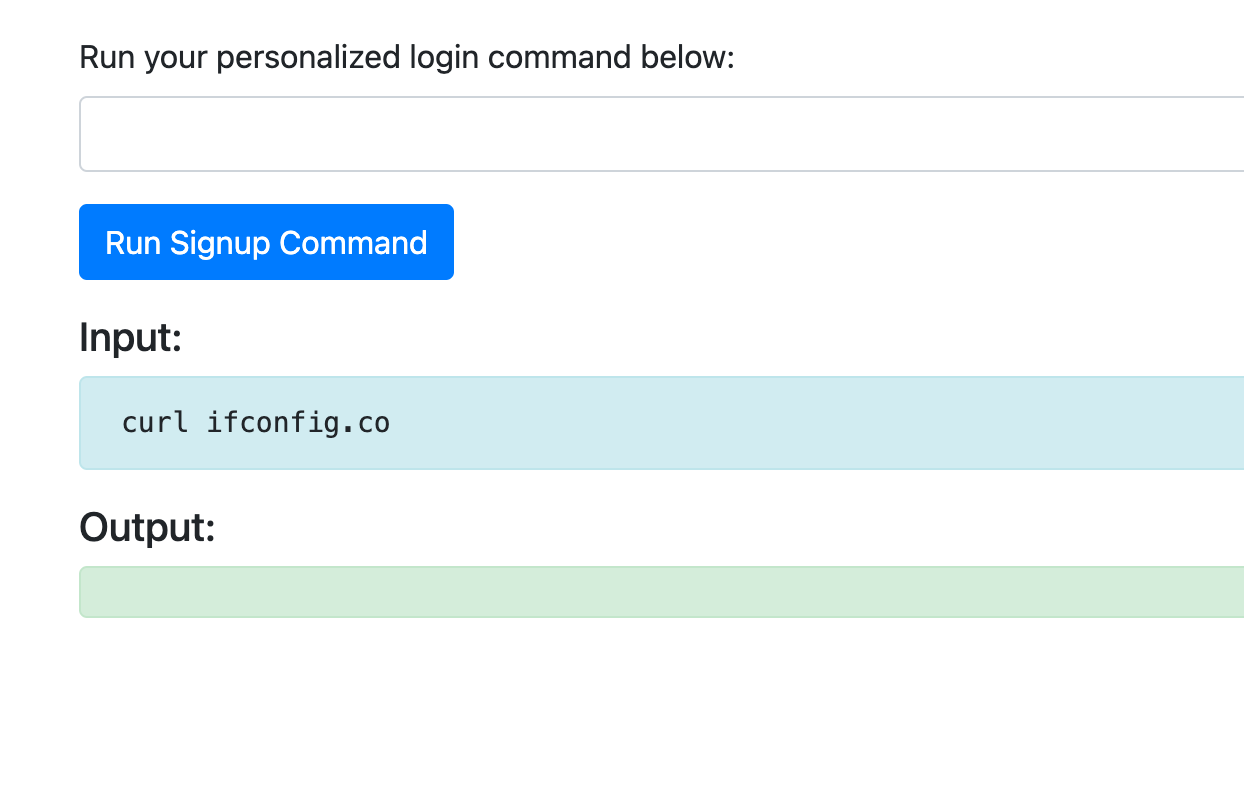 Run your personalized login command below:
Run Signup Command
Input:
curl ifconfig.co
Output: